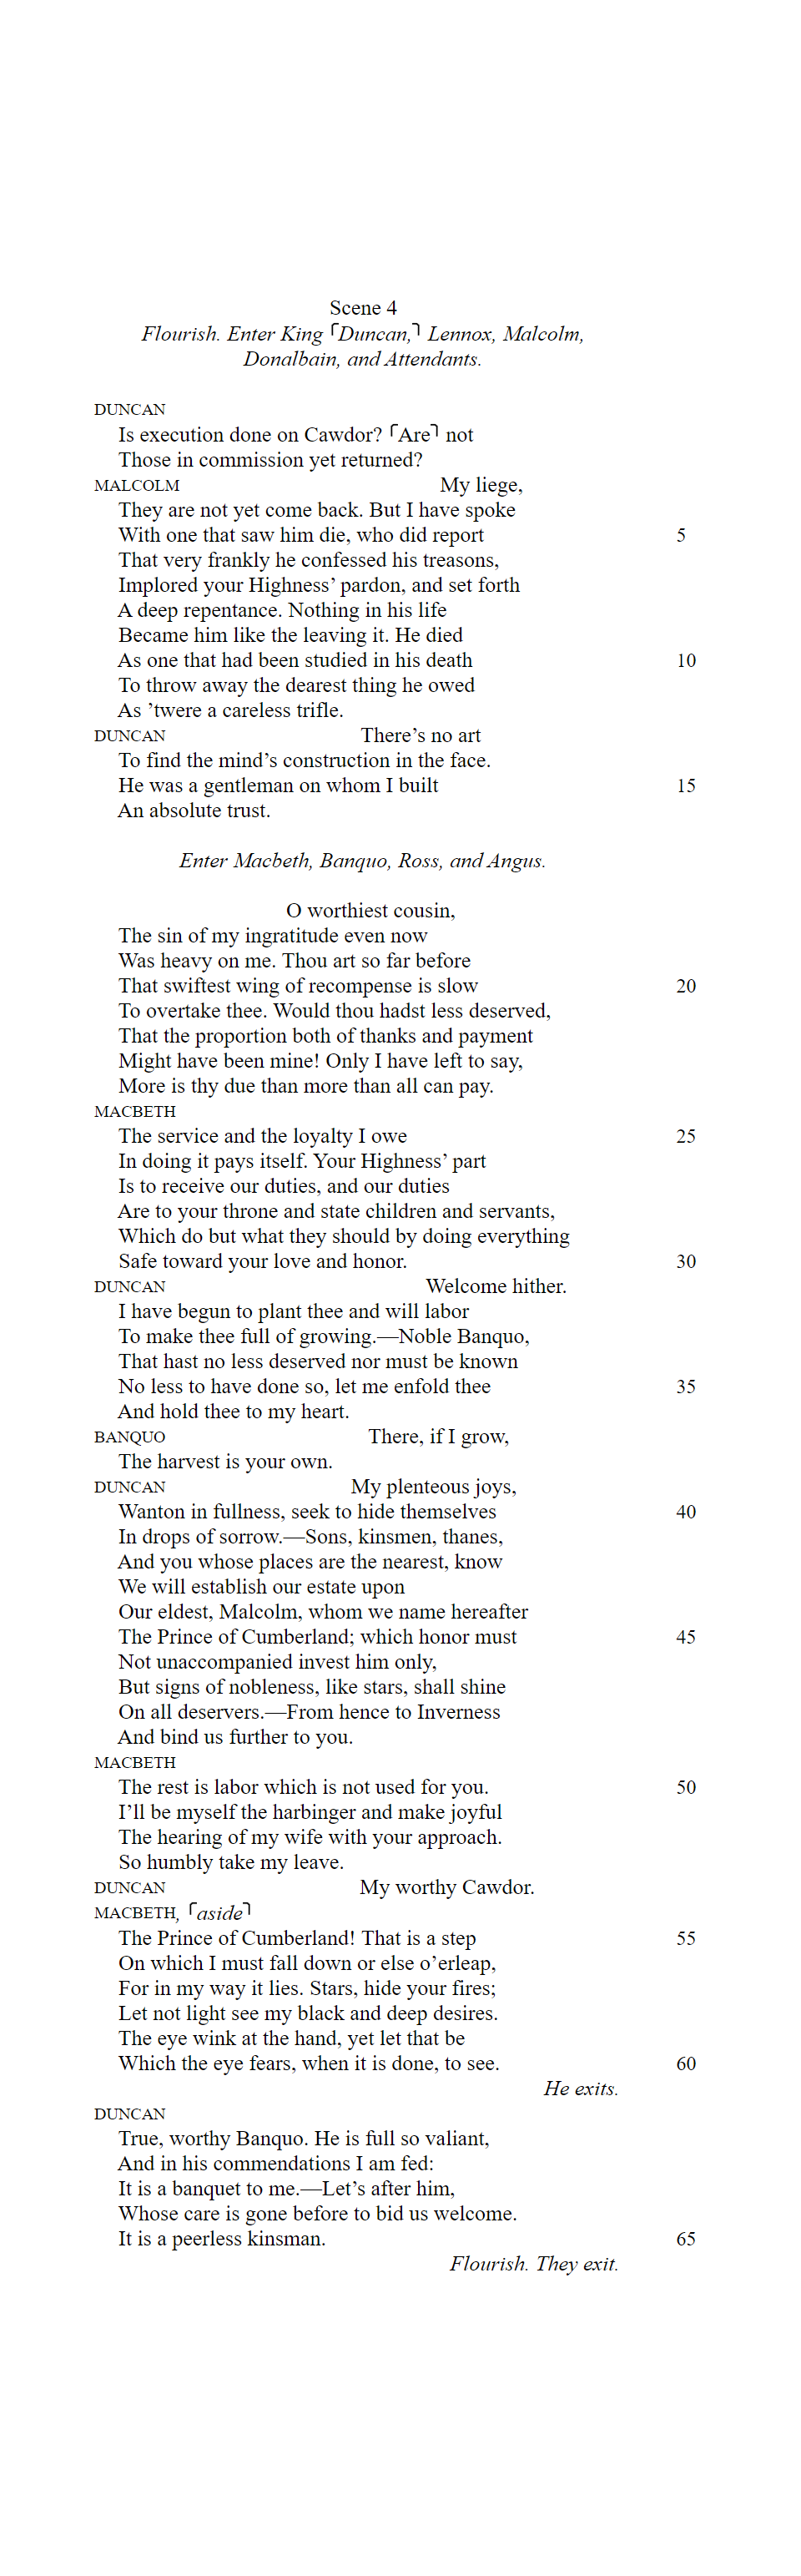 Scene 4
Flourish. Enter King ⌜Duncan,⌝ Lennox, Malcolm,
Donalbain, and Attendants.
DUNCAN
Is execution done on Cawdor? ⌜Are⌝ not
Those in commission yet returned?
MALCOLM My liege,
They are not yet come back. But I have spoke
With one that saw him die, who did report 5
That very frankly he confessed his treasons,
Implored your Highness’ pardon, and set forth
A deep repentance. Nothing in his life
Became him like the leaving it. He died
As one that had been studied in his death 10
To throw away the dearest thing he owed
As ’twere a careless trifle.
DUNCAN There’s no art
To find the mind’s construction in the face.
He was a gentleman on whom I built 15
An absolute trust.
Enter Macbeth, Banquo, Ross, and Angus.
O worthiest cousin,
The sin of my ingratitude even now
Was heavy on me. Thou art so far before
That swiftest wing of recompense is slow 20
To overtake thee. Would thou hadst less deserved,
That the proportion both of thanks and payment
Might have been mine! Only I have left to say,
More is thy due than more than all can pay.
MACBETH
The service and the loyalty I owe 25
In doing it pays itself. Your Highness’ part
Is to receive our duties, and our duties
Are to your throne and state children and servants,
Which do but what they should by doing everything
Safe toward your love and honor. 30
DUNCAN Welcome hither.
I have begun to plant thee and will labor
To make thee full of growing.—Noble Banquo,
That hast no less deserved nor must be known
No less to have done so, let me enfold thee 35
And hold thee to my heart.
BANQUO There, if I grow,
The harvest is your own.
DUNCAN My plenteous joys,
Wanton in fullness, seek to hide themselves 40
In drops of sorrow.—Sons, kinsmen, thanes,
And you whose places are the nearest, know
We will establish our estate upon
Our eldest, Malcolm, whom we name hereafter
The Prince of Cumberland; which honor must 45
Not unaccompanied invest him only,
But signs of nobleness, like stars, shall shine
On all deservers.—From hence to Inverness
And bind us further to you.
MACBETH
The rest is labor which is not used for you. 50
I’ll be myself the harbinger and make joyful
The hearing of my wife with your approach.
So humbly take my leave.
DUNCAN My worthy Cawdor.
MACBETH, ⌜aside⌝
The Prince of Cumberland! That is a step 55
On which I must fall down or else o’erleap,
For in my way it lies. Stars, hide your fires;
Let not light see my black and deep desires.
The eye wink at the hand, yet let that be
Which the eye fears, when it is done, to see. 60
He exits.
DUNCAN
True, worthy Banquo. He is full so valiant,
And in his commendations I am fed:
It is a banquet to me.—Let’s after him,
Whose care is gone before to bid us welcome.
It is a peerless kinsman. 65
Flourish. They exit.